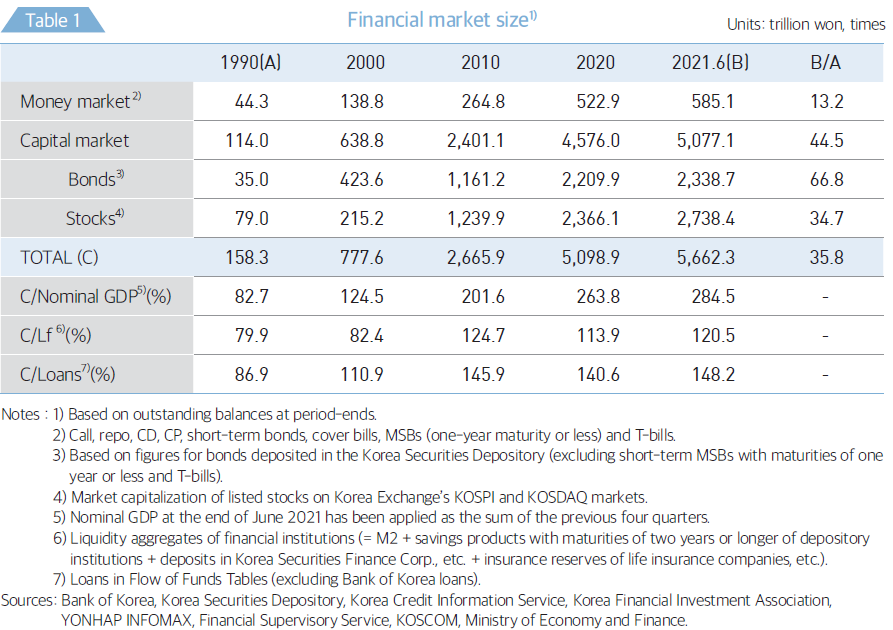 Table 1
Financial market size1)
Units: trillion won, times
1990(A) 2000 2010 2020 2021.6(B) B/A
Money market2) 44.3 138.8 264.8 522.9 585.1 13.2
Capital market 114.0 638.8 2,401.1 4,576.0 5,077.1 44.5
Bonds3) 35.0 423.6 1,161.2 2,209.9 2,338.7 66.8
Stocks4) 79.0 215.2 1,239.9 2,366.1 2,738.4 34.7
TOTAL (C) 158.3 777.6 2,665.9 5,098.9 5,662.3 35.8
C/Nominal GDP5)(%) 82.7 124.5 201.6 263.8 284.5 -
C/Lf 6)(%) 79.9 82.4 124.7 113.9 120.5 -
C/Loans7)(%) 86.9 110.9 145.9 140.6 148.2 -
Notes : 1) Based on outstanding balances at period-ends.
2) Call, repo, CD, CP, short-term bonds, cover bills, MSBs (one-year maturity or less) and T-bills.
3) Based on figures for bonds deposited in the Korea Securities Depository (excluding short-term MSBs with maturities of one
year or less and T-bills).
4) Market capitalization of listed stocks on Korea Exchange's KOSPI and KOSDAQ markets.
5) Nominal GDP at the end of June 2021 has been applied as the sum of the previous four quarters.
6) Liquidity aggregates of financial institutions (= M2 + savings products with maturities of two years or longer of depository
institutions + deposits in Korea Securities Finance Corp., etc. + insurance reserves of life insurance companies, etc.).
7) Loans in Flow of Funds Tables (excluding Bank of Korea loans).
Sources: Bank of Korea, Korea Securities Depository, Korea Credit Information Service, Korea Financial Investment Association,
YONHAP INFOMAX, Financial Supervisory Service, KOSCOM, Ministry of Economy and Finance.